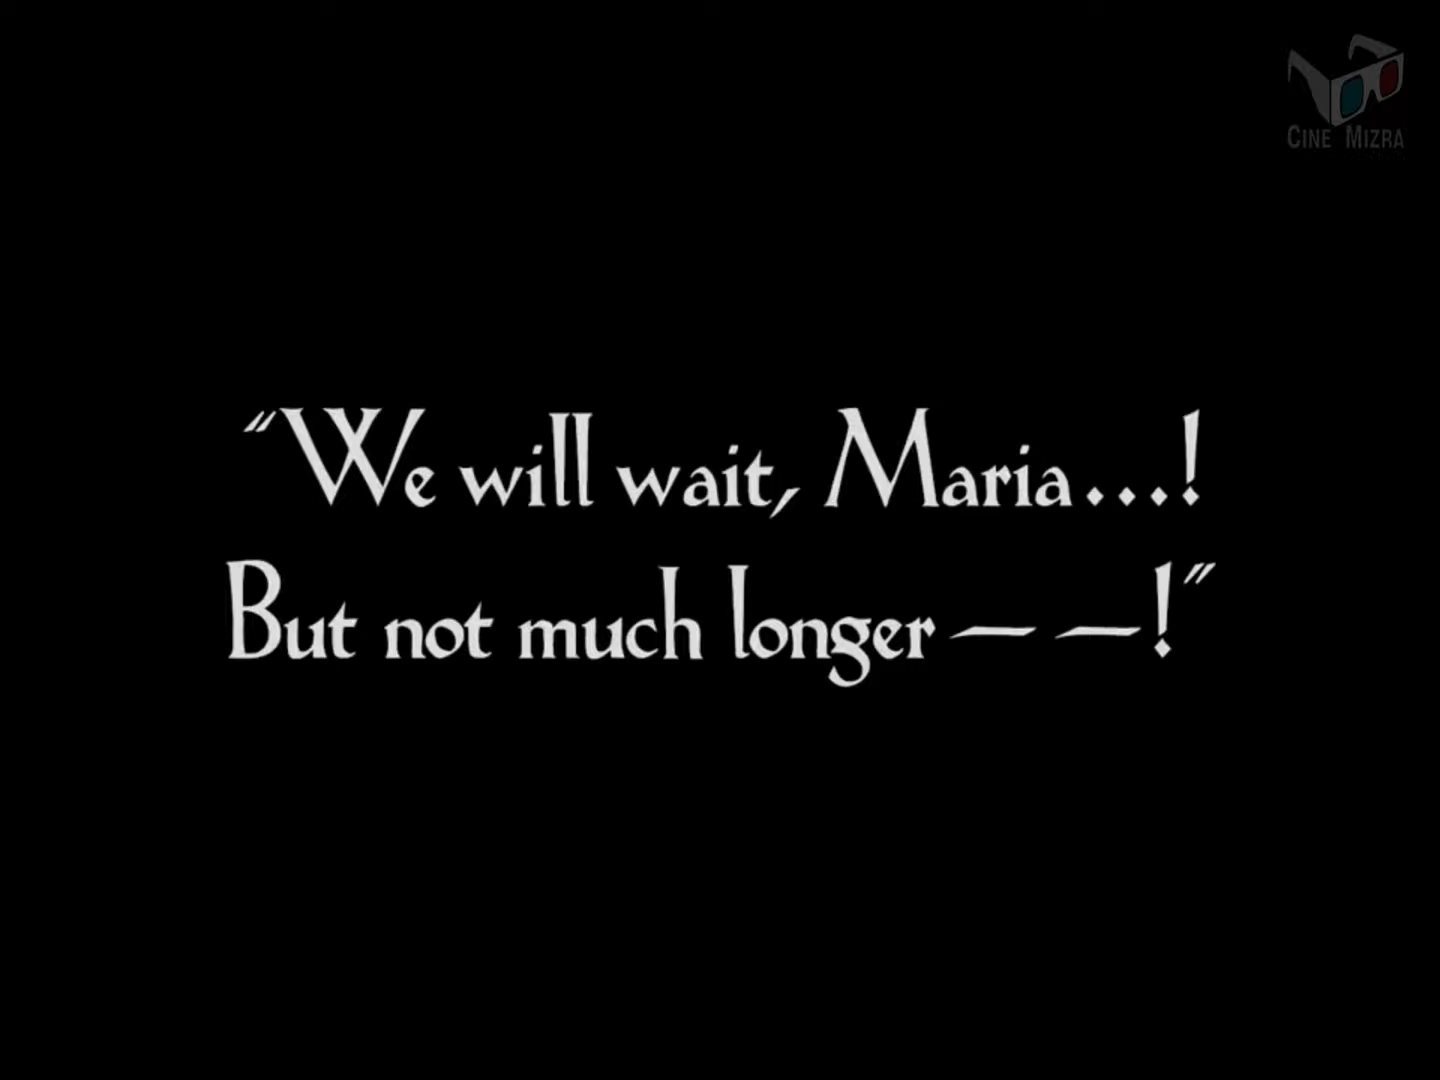 CINE MIZRA
“We will wait, Maria...!
But not much longer — —!”